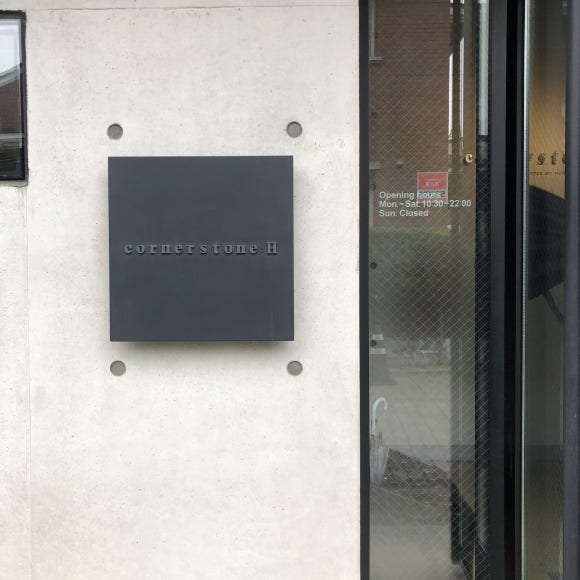 cornerstone·H
Opening hours
Mon.~Sat. 10:30~22:00
Sun. Closed